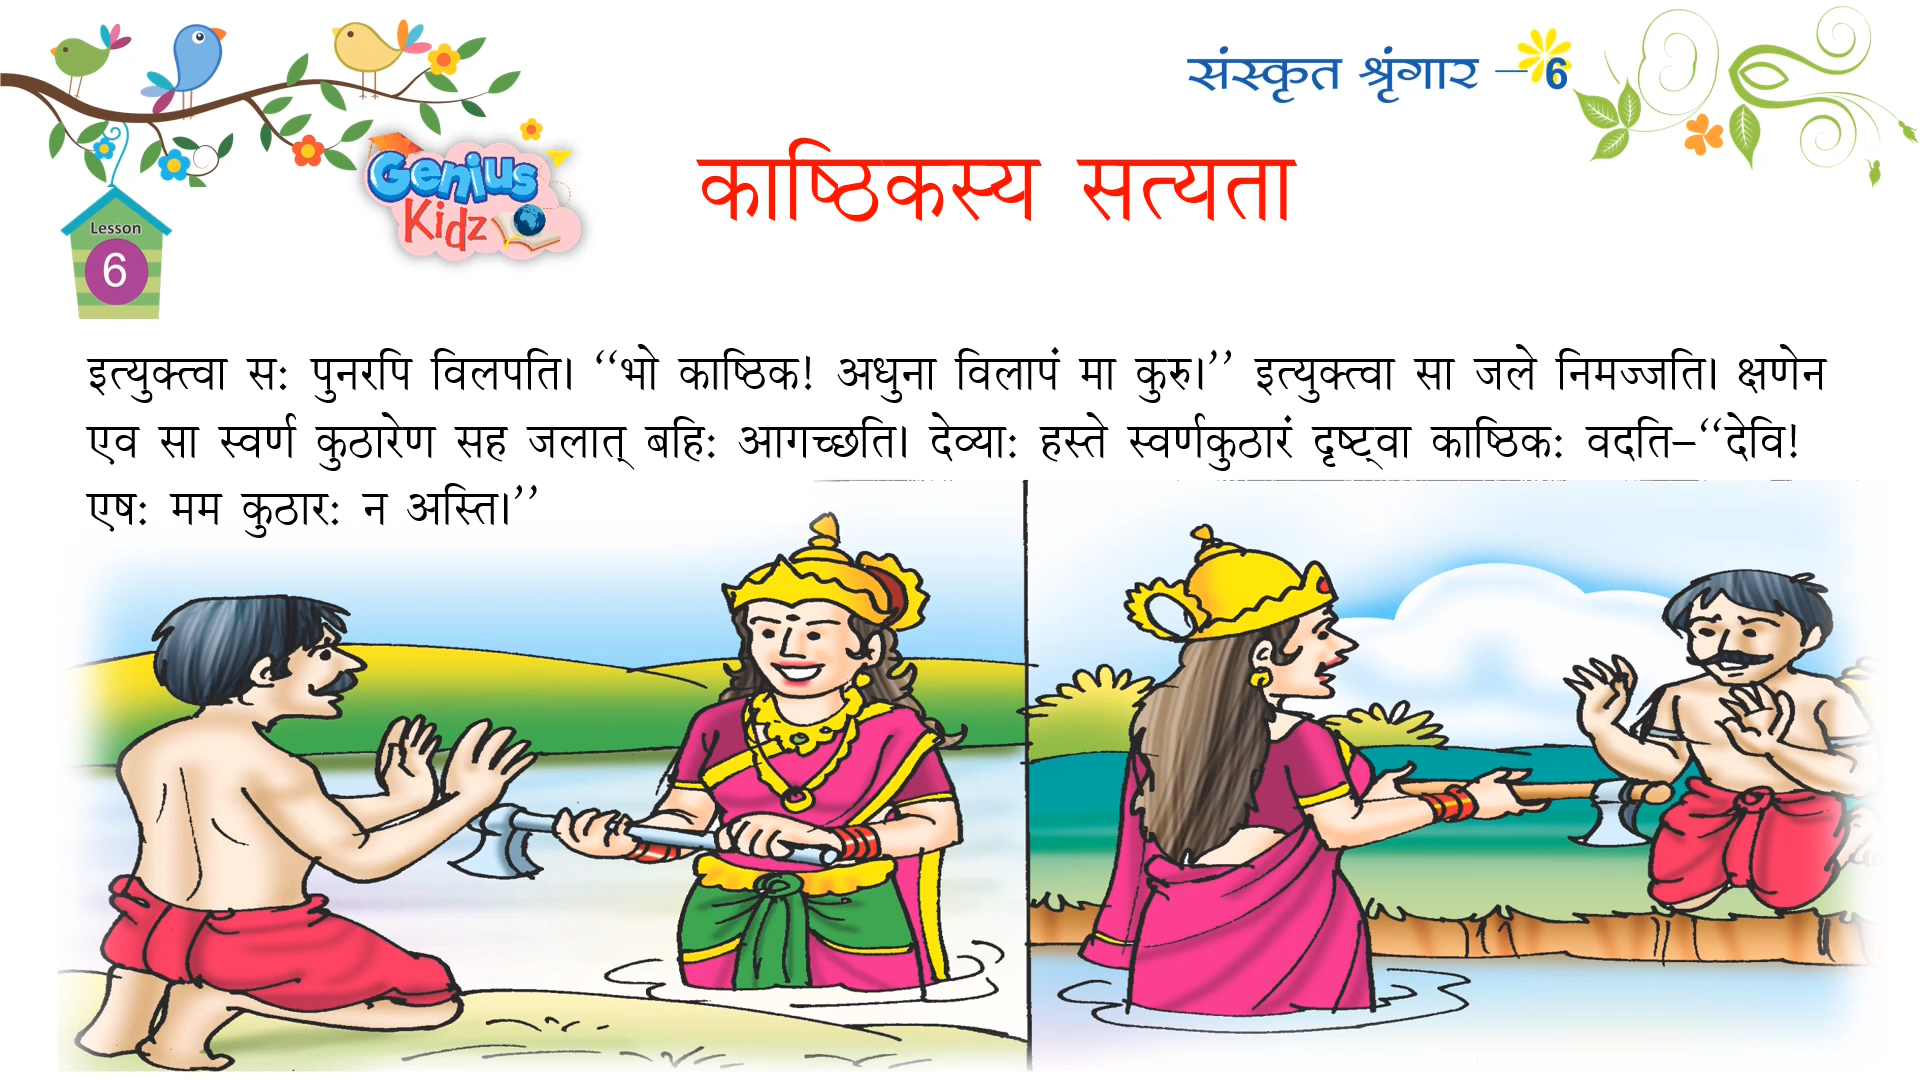 संस्कृत श्रृंगार – 6
Genius
Kidz
काष्ठिकस्य सत्यता
Lesson
6
इत्युक्त्वा सः पुनरपि विलपति। ‘‘भो काष्ठिक! अधुना विलापं मा कुरु।’’ इत्युक्त्वा सा जले निमज्जति। क्षणेन
एव सा स्वर्ण कुठारेण सह जलात् बहिः आगच्छति। देव्याः हस्ते स्वर्णकुठारं दृष्ट्वा काष्ठिकः वदति–‘‘देवि!
एषः मम कुठारः न अस्ति।’’